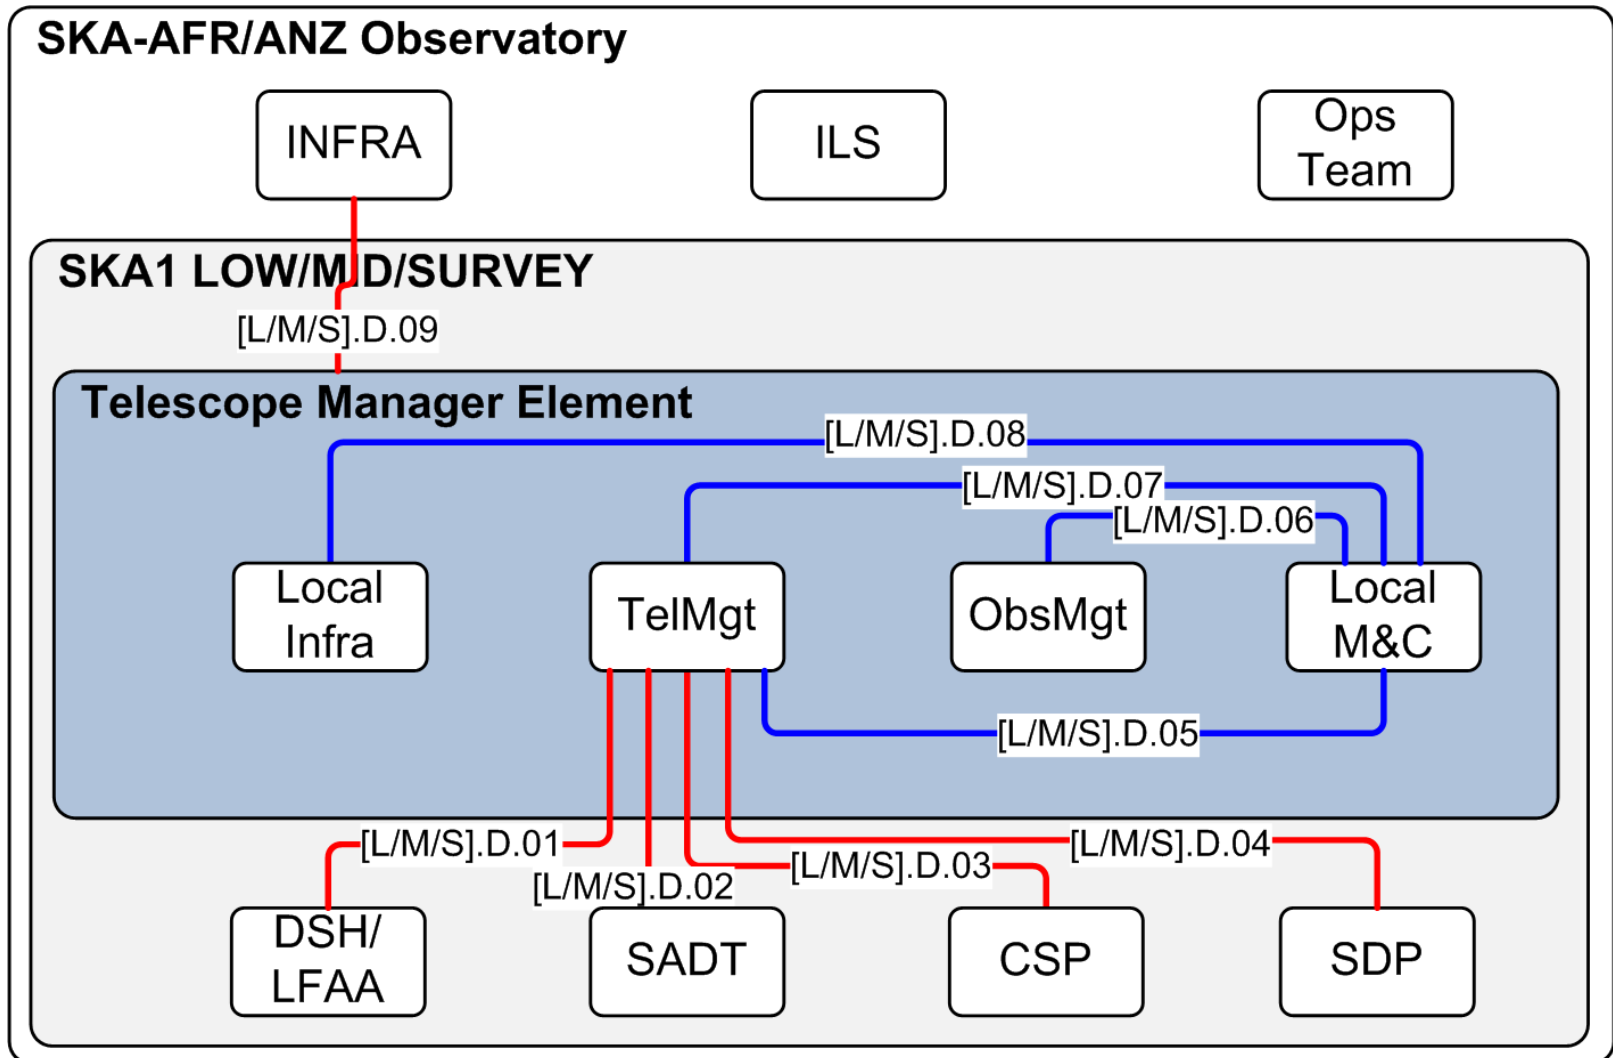 SKA-AFR/ANZ Observatory
INFRA
ILS
Ops
Team
SKA1 LOW/MID/SURVEY
[L/M/S].D.09
Telescope Manager Element
[L/M/S].D.08
[L/M/S].D.07
[L/M/S].D.06
Local
Infra
TelMgt
ObsMgt
Local
M&C
[L/M/S].D.05
[L/M/S].D.01
[L/M/S].D.02
[L/M/S].D.03
[L/M/S].D.04
DSH/
LFAA
SADT
CSP
SDP